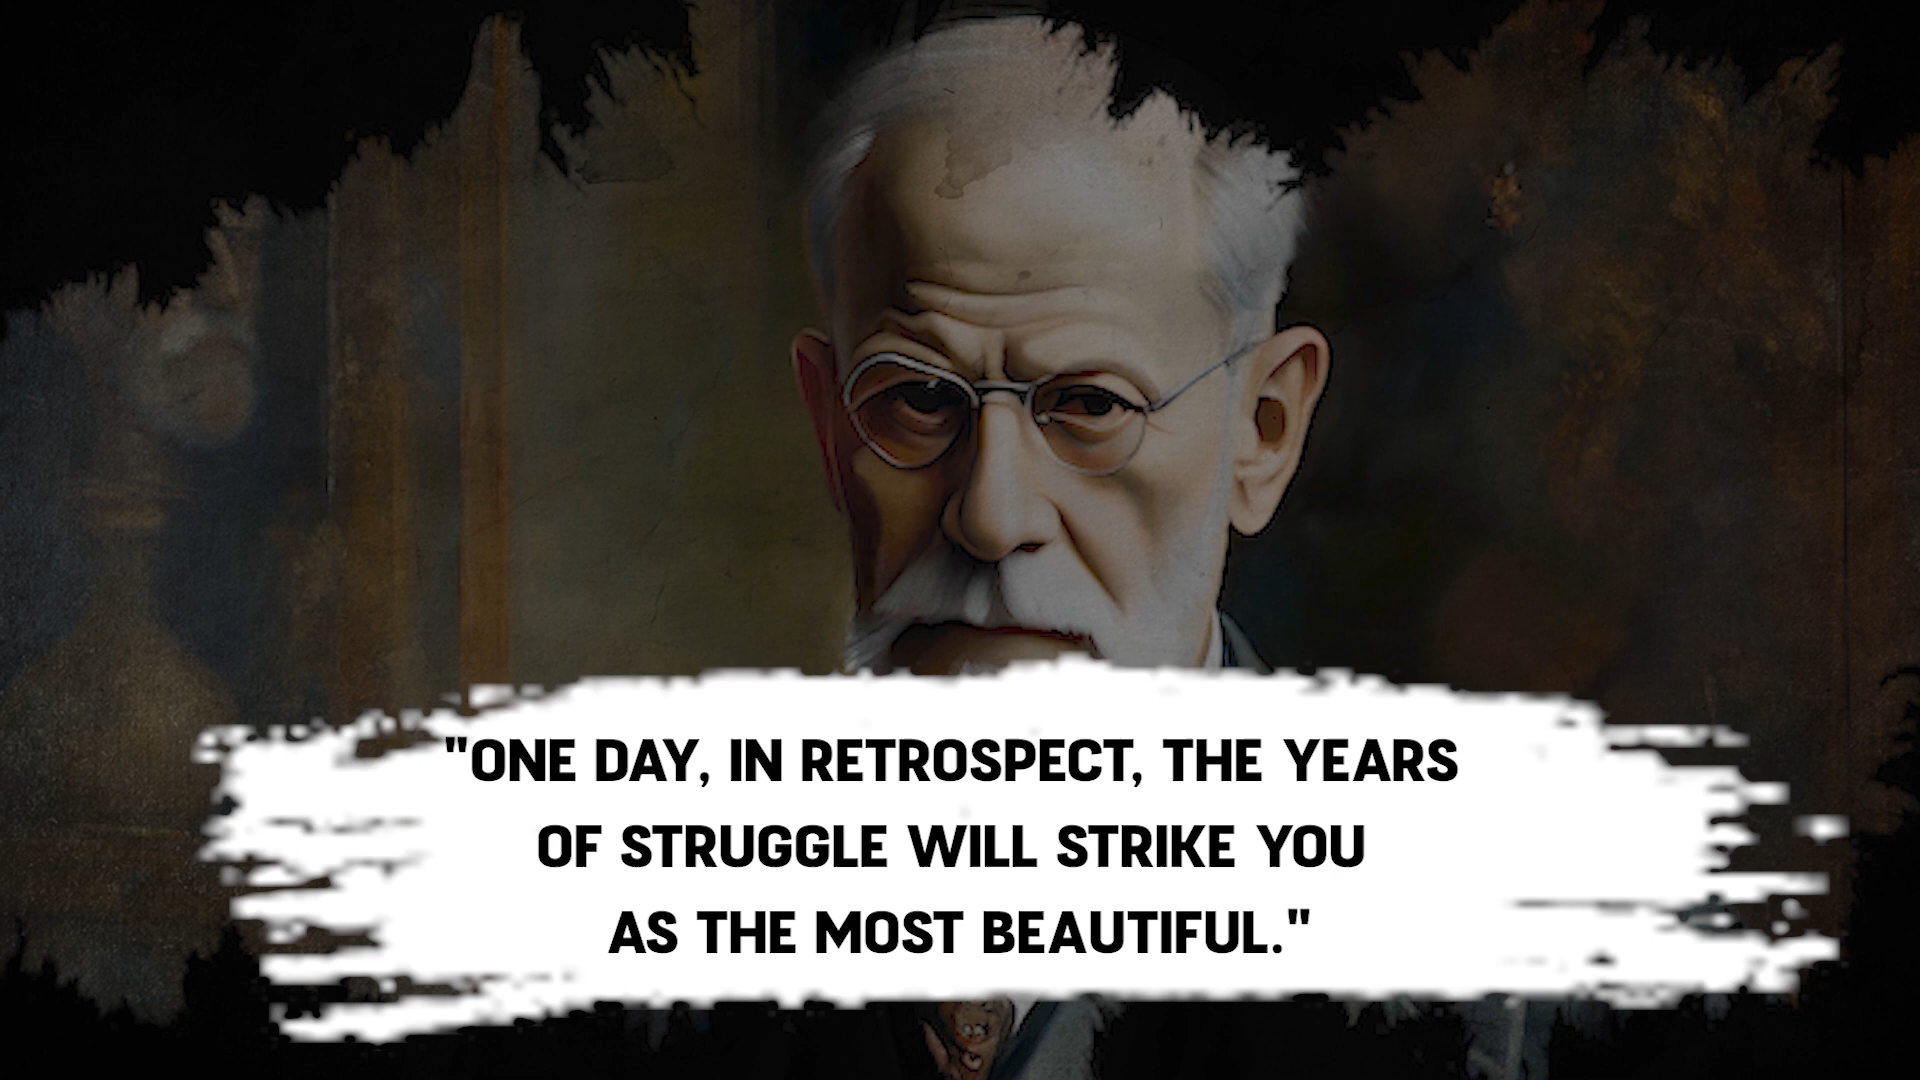 "ONE DAY, IN RETROSPECT, THE YEARS
OF STRUGGLE WILL STRIKE YOU
AS THE MOST BEAUTIFUL."